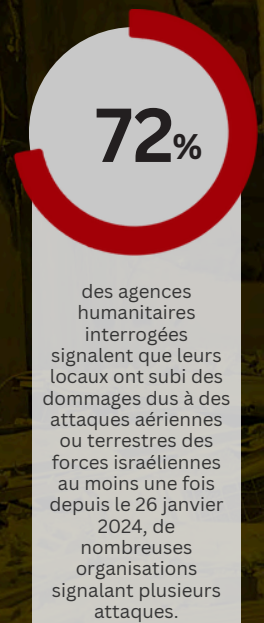 72%
des agences
humanitaires
interrogées
signalent que leurs
locaux ont subi des
dommages dus à des
attaques aériennes
ou terrestres des
forces israéliennes
au moins une fois
depuis le 26 janvier
2024, de
nombreuses
organisations
signalant plusieurs
attaques.